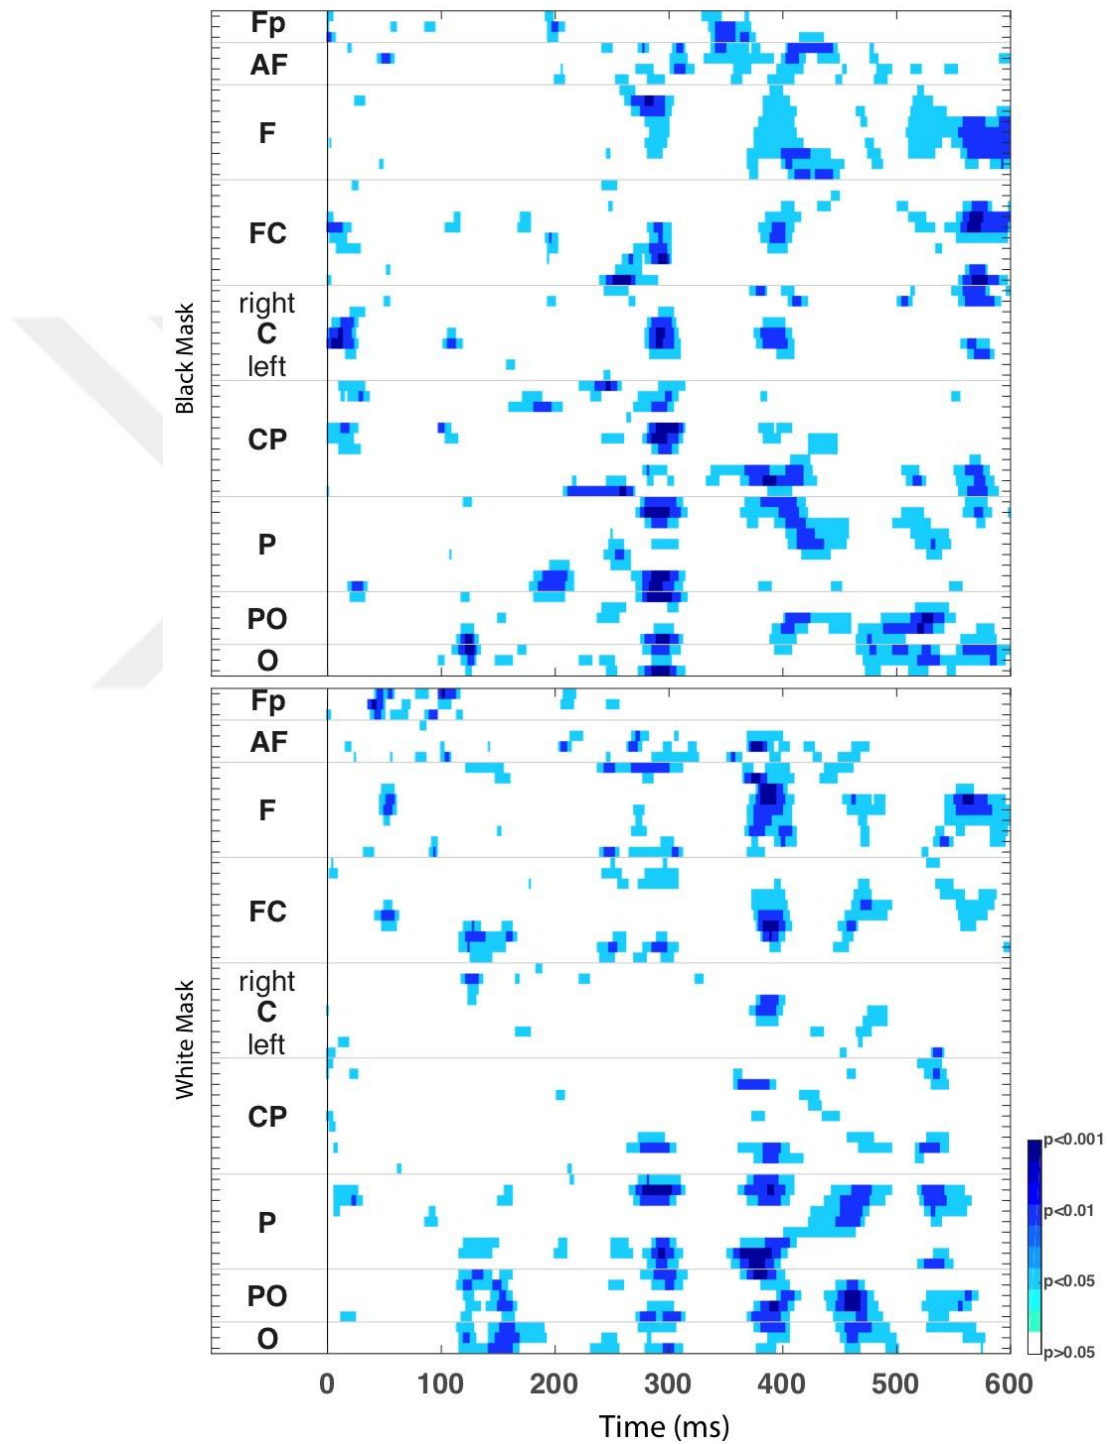 Fp
AF
F
FC
right
C
left
CP
P
PO
O
Black Mask
Fp
AF
F
FC
right
C
left
CP
P
PO
O
White Mask
p<0.001
p<0.01
p<0.05
p>0.05
0 100 200 300 400 500 600
Time (ms)